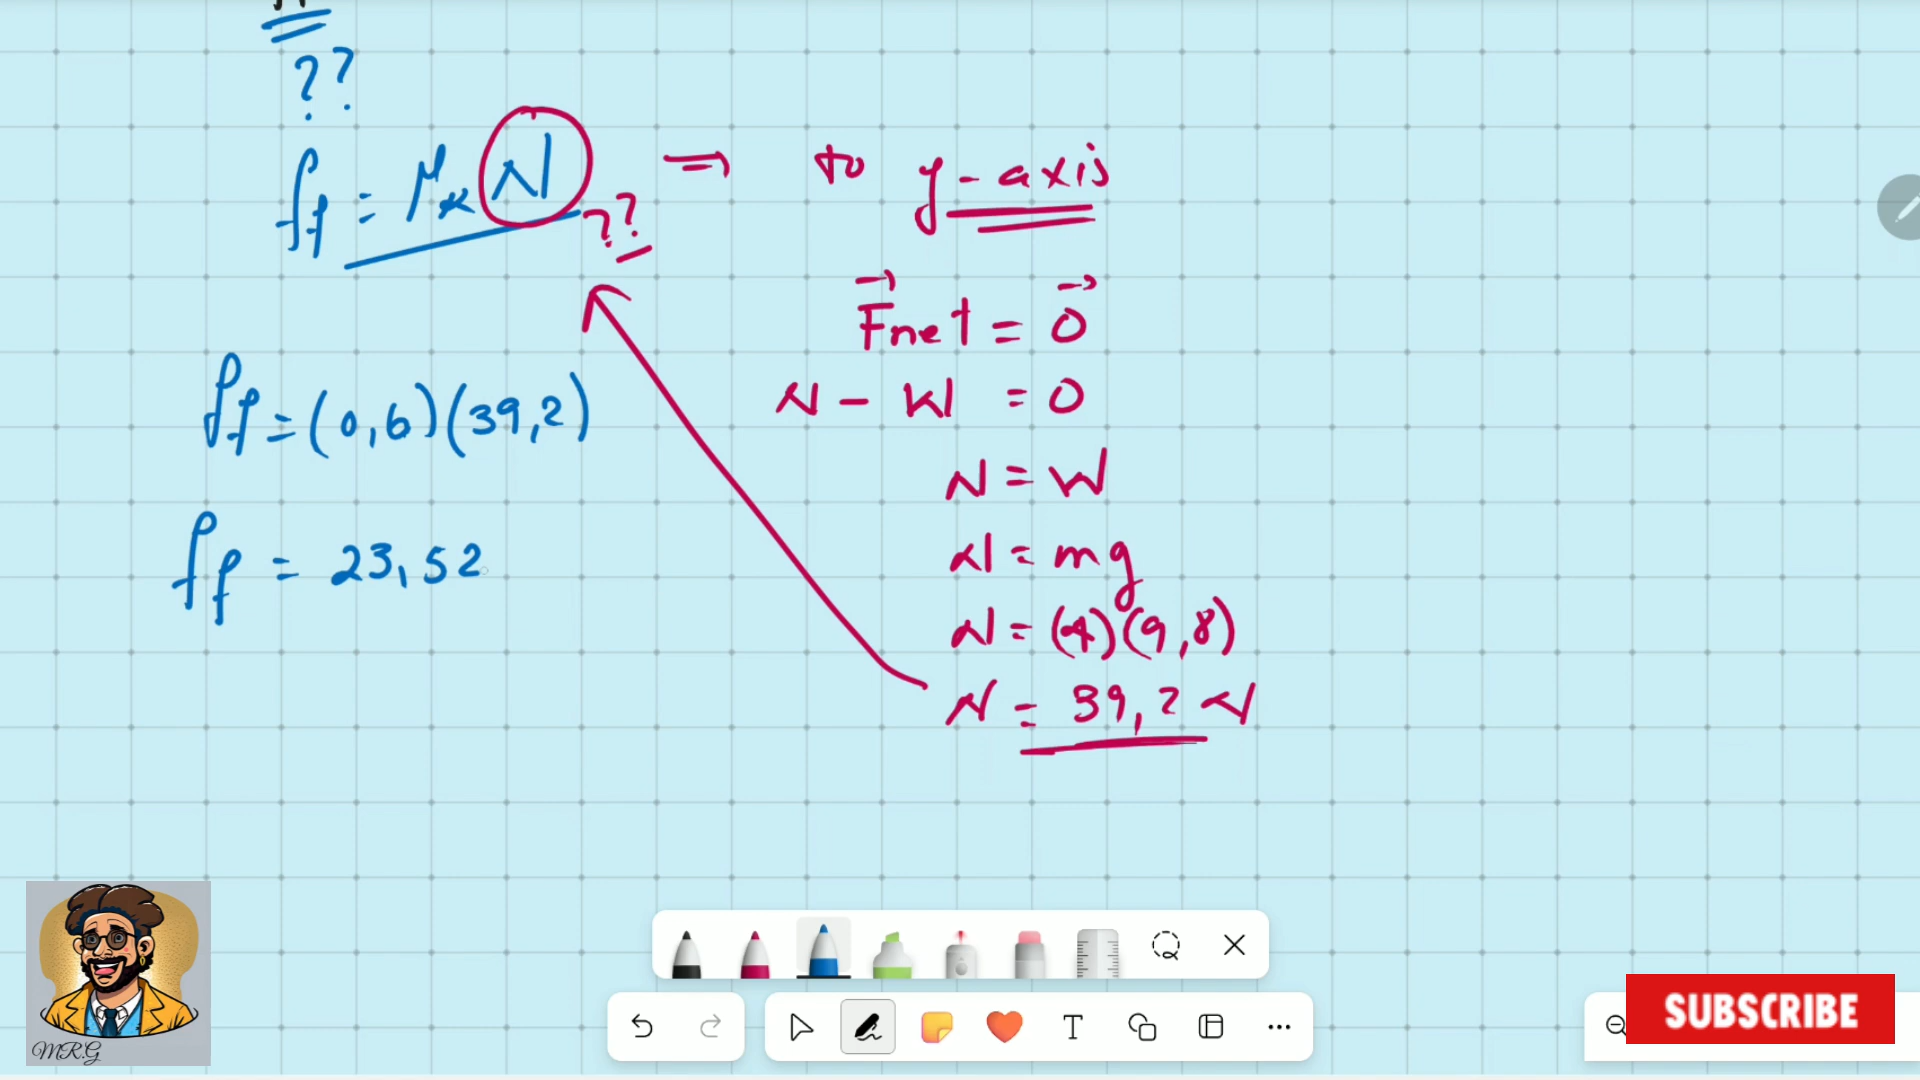 ??
ff = μk N ?? ⇒ to y-axis
F⃗net = 0⃗
N - W = 0
N = W
N = mg
N = (4)(9,8)
N = 39,2 N
ff = (0,6)(39,2)
ff = 23,52
MR.G
T
SUBSCRIBE